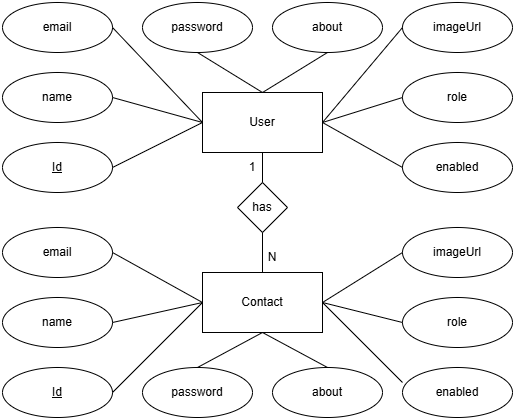 email
password
about
imageUrl
name
User
role
Id
1
enabled
has
email
N
imageUrl
name
Contact
role
Id
password
about
enabled